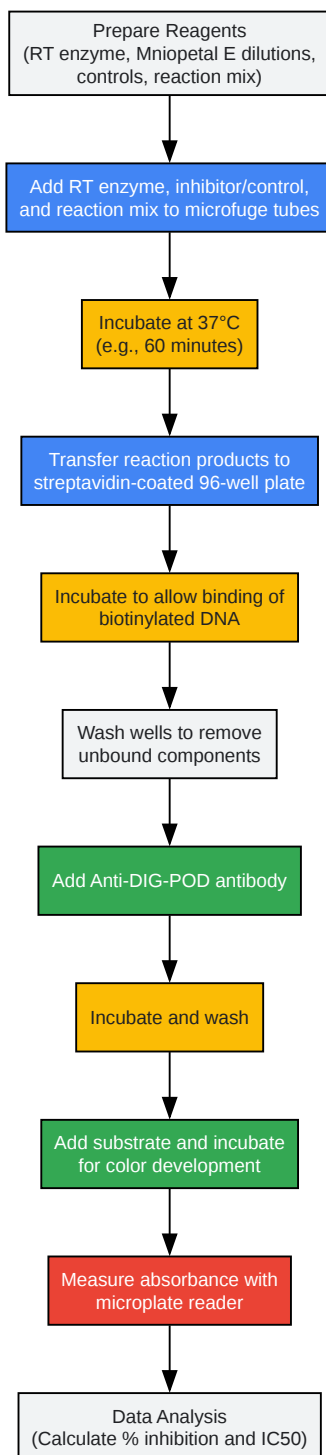 Prepare Reagents
(RT enzyme, Mniopetal E dilutions,
controls, reaction mix)
Add RT enzyme, inhibitor/control,
and reaction mix to microfuge tubes
Incubate at 37°C
(e.g., 60 minutes)
Transfer reaction products to
streptavidin-coated 96-well plate
Incubate to allow binding of
biotinylated DNA
Wash wells to remove
unbound components
Add Anti-DIG-POD antibody
Incubate and wash
Add substrate and incubate
for color development
Measure absorbance with
microplate reader
Data Analysis
(Calculate % inhibition and IC50)